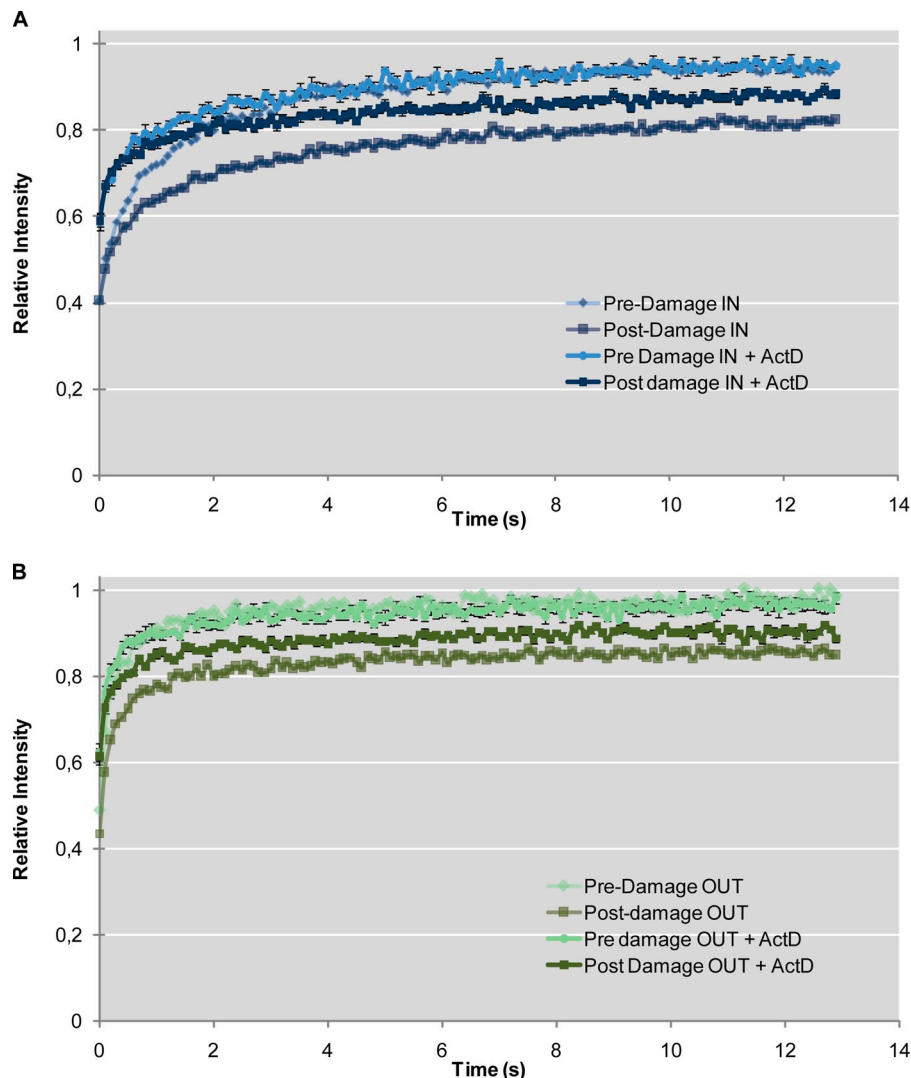 A
1
0,8
0,6
0,4
0,2
0
Relative Intensity
Pre-Damage IN
Post-Damage IN
Pre Damage IN + ActD
Post damage IN + ActD
0 2 4 6 8 10 12 14
Time (s)
B
1
0,8
0,6
0,4
0,2
0
Relative Intensity
Pre-Damage OUT
Post-damage OUT
Pre damage OUT + ActD
Post Damage OUT + ActD
0 2 4 6 8 10 12 14
Time (s)